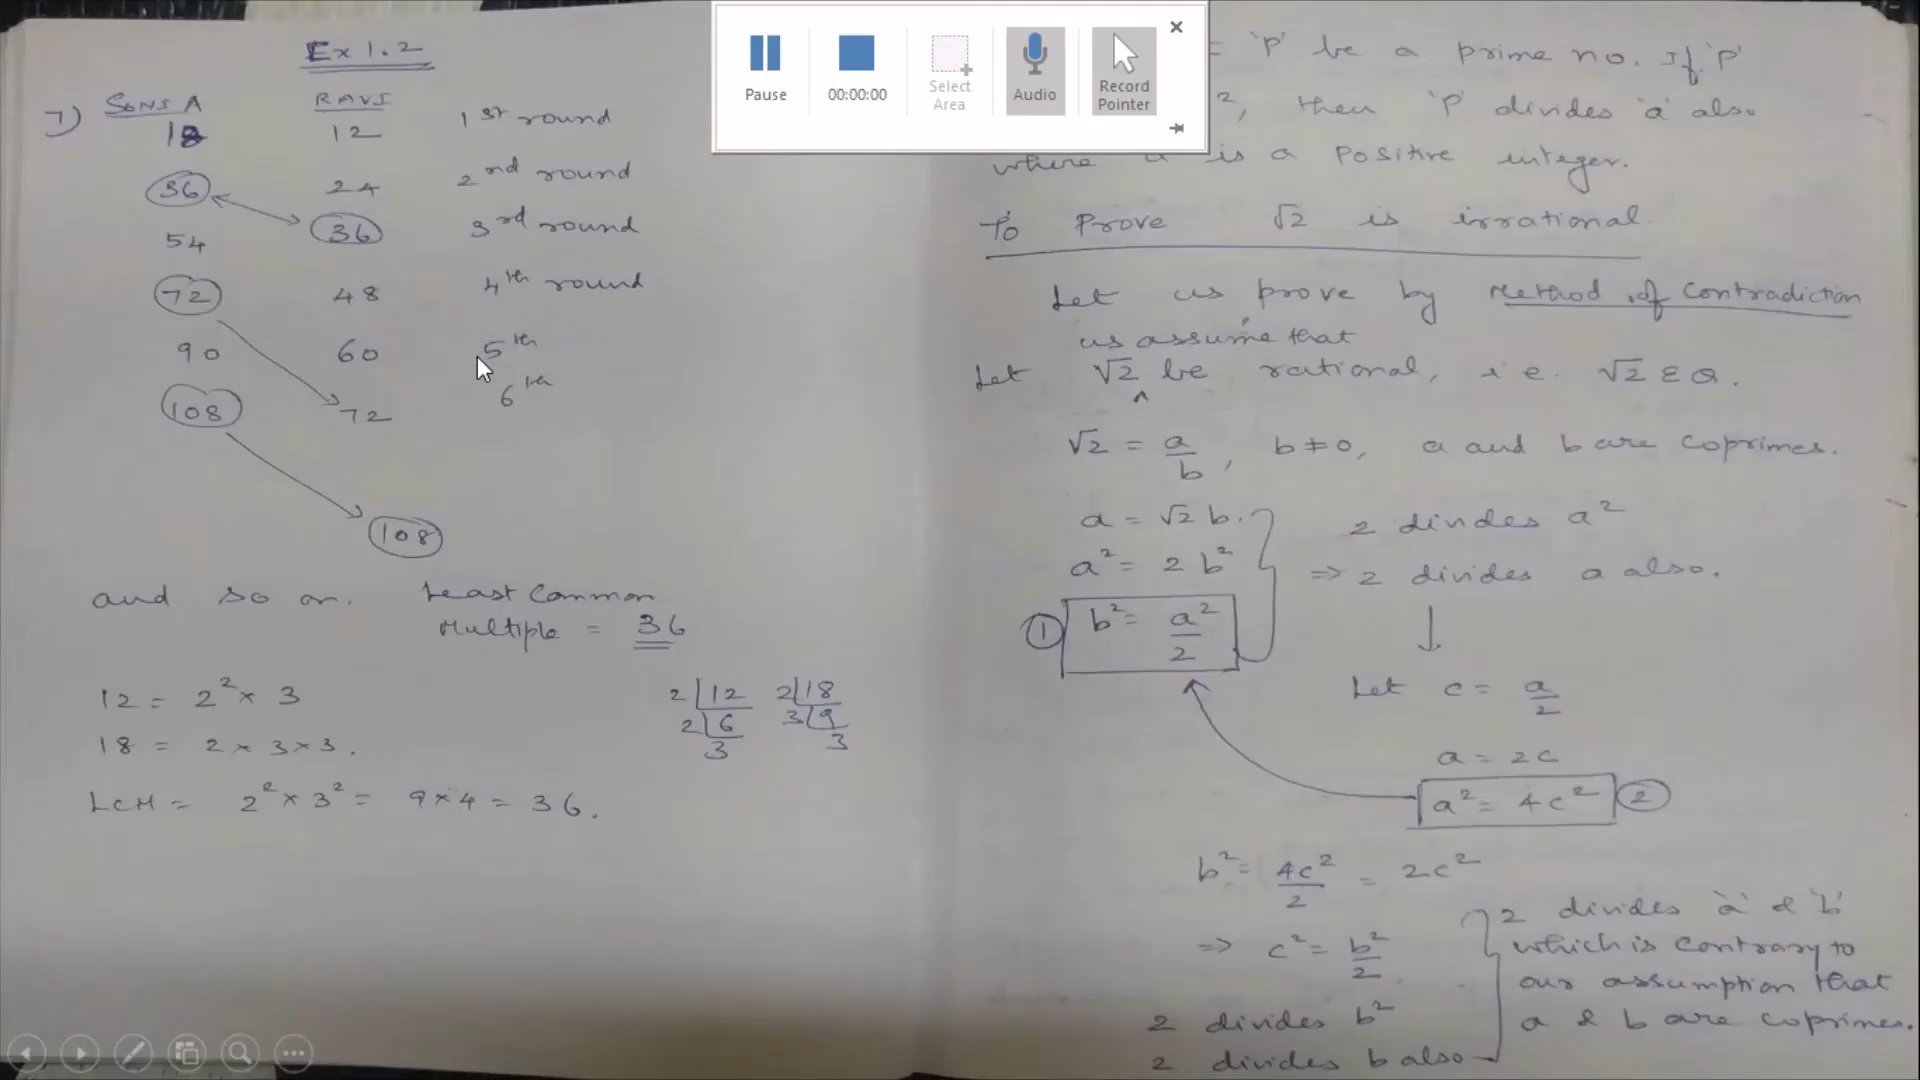 Ex 1.2
7) SONIA RAVI
18 12 1st round
36 24 2nd round
54 36 3rd round
72 48 4th round
90 60 5th
108 72 6th
108
and so on. Least Common
Multiple = 36
12 = 2² × 3
18 = 2 × 3 × 3.
LCM = 2² × 3² = 9 × 4 = 36.
2 12
2 6
3
2 18
3 9
3
Pause
00:00:00
Select Area
Audio
Record Pointer
'P' be a prime no. If 'P'
², then 'P' divides 'a' also
where a is a positive integer.
To Prove √2 is irrational
Let us prove by Method of Contradiction
us assume that
Let √2 ^ be rational, i.e. √2 ε Q.
√2 = a/b, b ≠ 0, a and b are coprimes.
a = √2 b.
a² = 2 b²
① b² = a²/2
2 divides a²
⇒ 2 divides a also.
↓
Let c = a/2
a = 2c
a² = 4c² ②
b² = 4c²/2 = 2c²
⇒ c² = b²/2
2 divides b²
2 divides b also
2 divides 'a' & 'b'
which is contrary to
our assumption that
a & b are coprimes.